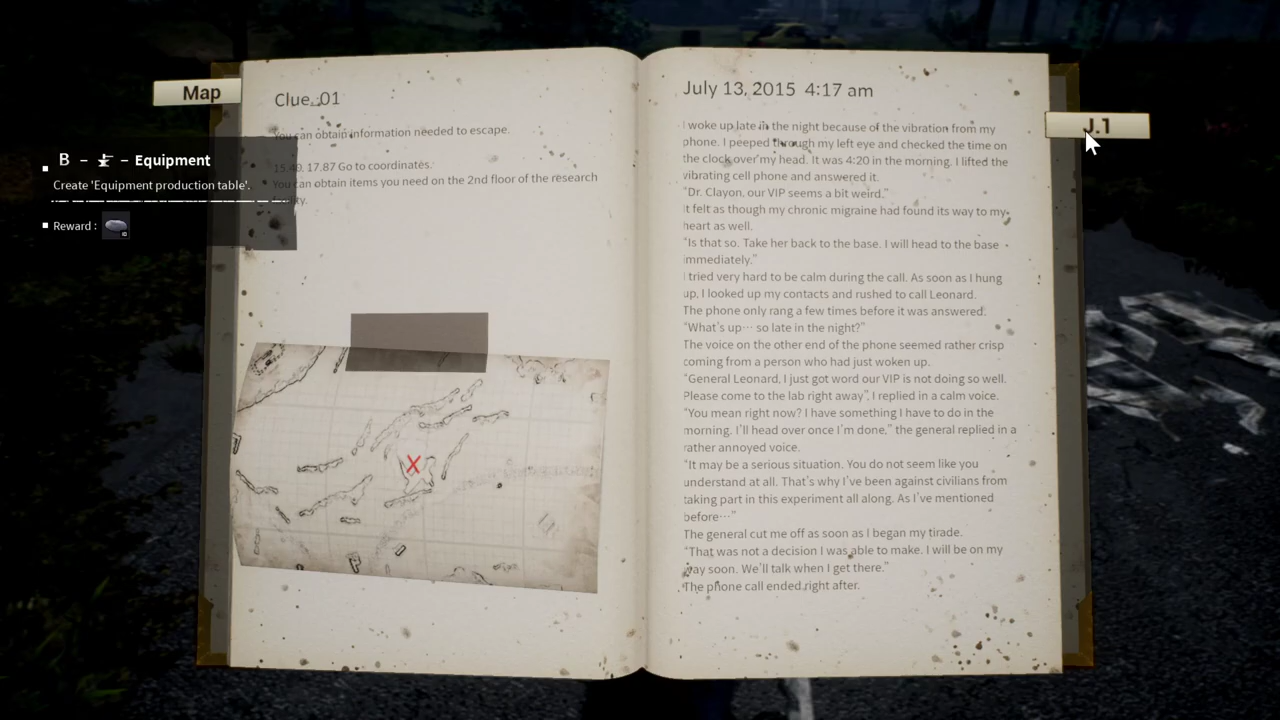 Map
Clue. 01
You can obtain information needed to escape.
15.40, 17.87 Go to coordinates.
You can obtain items you need on the 2nd floor of the research
B - - Equipment
Create 'Equipment production table'.
Reward :
July 13, 2015 4:17 am
J.1
I woke up late in the night because of the vibration from my
phone. I peeped through my left eye and checked the time on
the clock over my head. It was 4:20 in the morning. I lifted the
vibrating cell phone and answered it.
“Dr. Clayon, our VIP seems a bit weird.”
It felt as though my chronic migraine had found its way to my
heart as well.
“Is that so. Take her back to the base. I will head to the base
immediately.”
I tried very hard to be calm during the call. As soon as I hung
up, I looked up my contacts and rushed to call Leonard.
The phone only rang a few times before it was answered.
“What's up… so late in the night?”
The voice on the other end of the phone seemed rather crisp
coming from a person who had just woken up.
“General Leonard, I just got word our VIP is not doing so well.
Please come to the lab right away”, I replied in a calm voice.
“You mean right now? I have something I have to do in the
morning. I'll head over once I'm done,” the general replied in a
rather annoyed voice.
“It may be a serious situation. You do not seem like you
understand at all. That's why I've been against civilians from
taking part in this experiment all along. As I've mentioned
before…”
The general cut me off as soon as I began my tirade.
“That was not a decision I was able to make. I will be on my
way soon. We'll talk when I get there.”
The phone call ended right after.